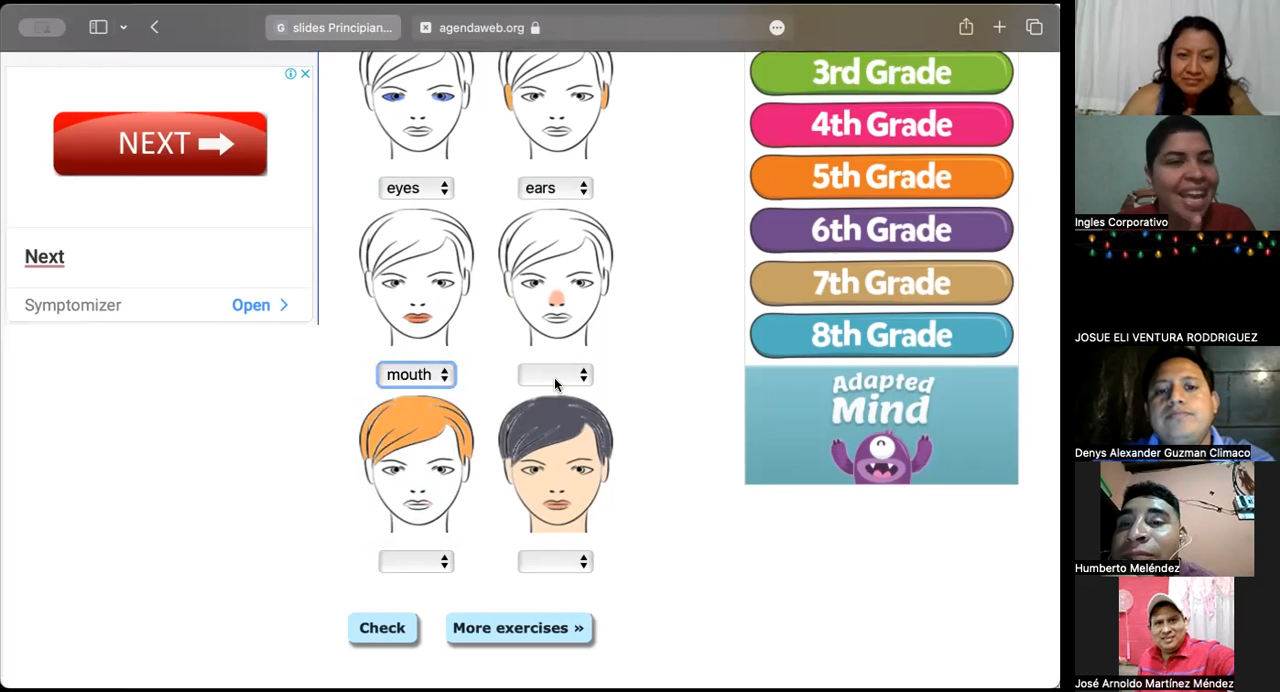 slides Principian...
agendaweb.org
NEXT
Next
Symptomizer
Open
eyes
ears
mouth
Check
More exercises »
3rd Grade
4th Grade
5th Grade
6th Grade
7th Grade
8th Grade
Adapted
Mind
Ingles Corporativo
JOSUE ELI VENTURA RODDRIGUEZ
Denys Alexander Guzman Climaco
Humberto Meléndez
José Arnoldo Martínez Méndez